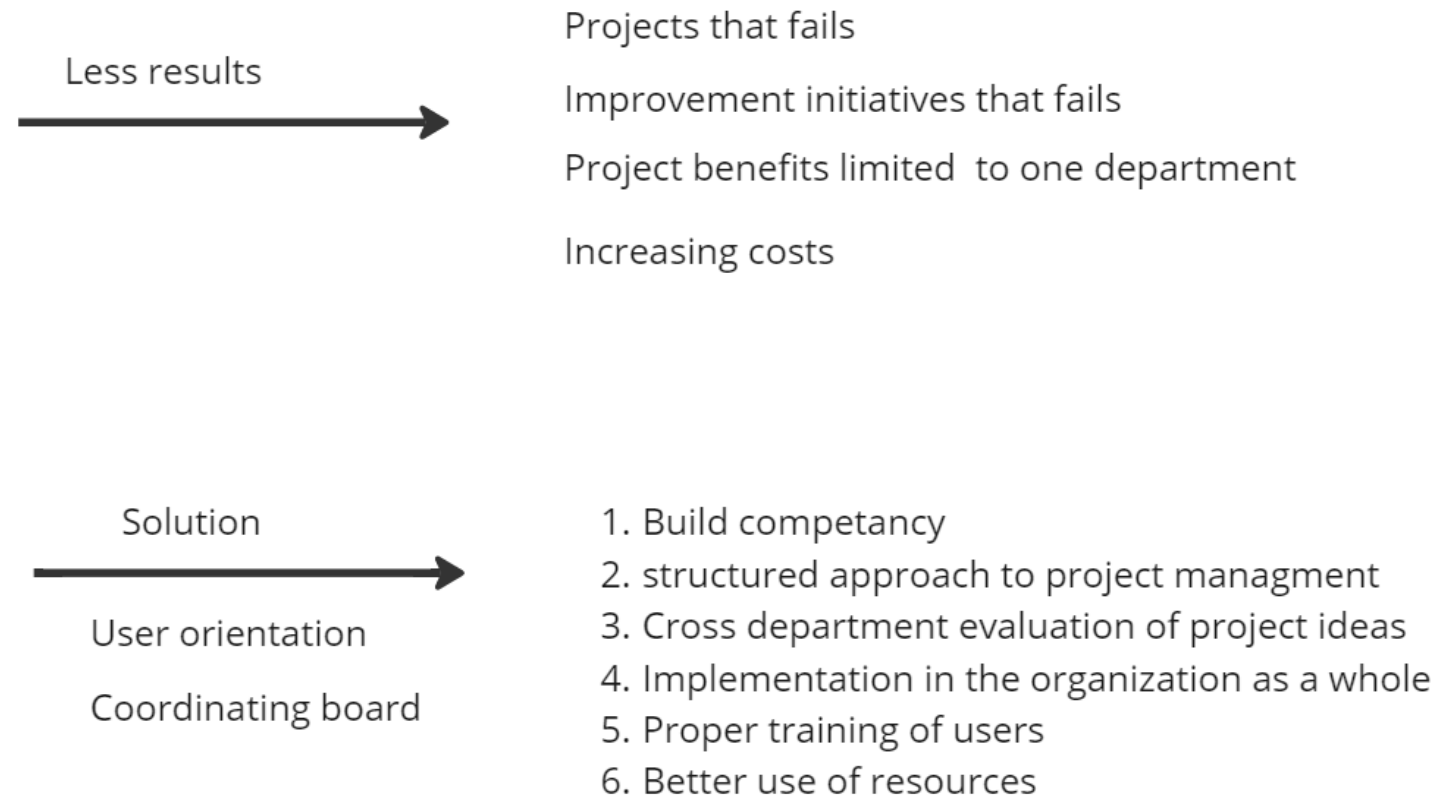 Less results
Projects that fails
Improvement initiatives that fails
Project benefits limited  to one department
Increasing costs
Solution
User orientation
Coordinating board
1. Build competancy
2. structured approach to project managment
3. Cross department evaluation of project ideas
4. Implementation in the organization as a whole
5. Proper training of users
6. Better use of resources